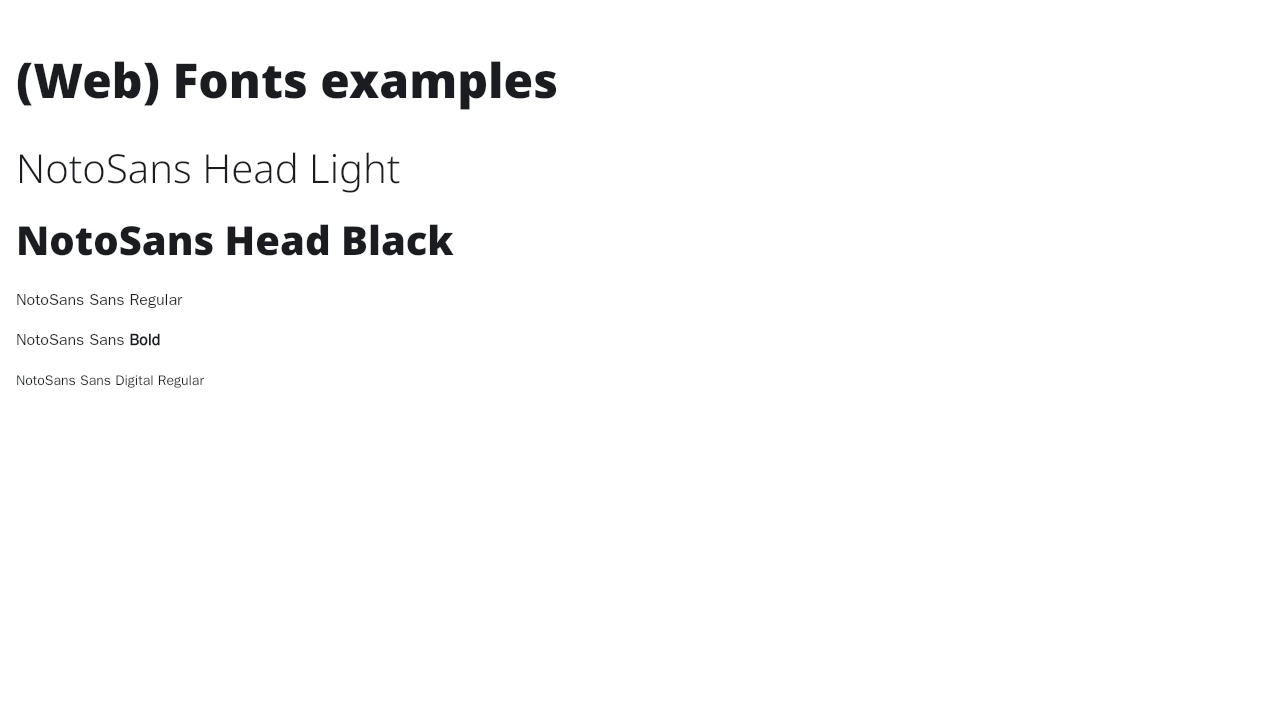 (Web) Fonts examples
NotoSans Head Light
NotoSans Head Black
NotoSans Sans Regular
NotoSans Sans Bold
NotoSans Sans Digital Regular